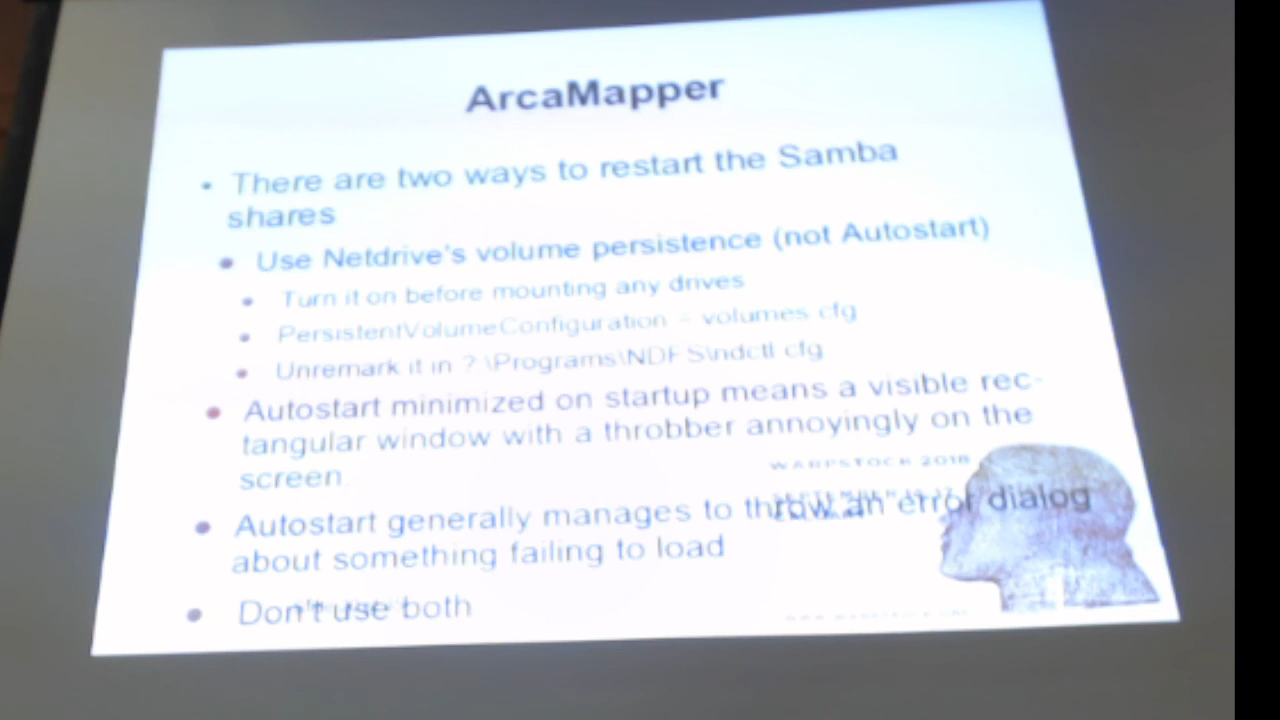 ArcaMapper
• There are two ways to restart the Samba
shares
• Use Netdrive's volume persistence (not Autostart)
• Turn it on before mounting any drives
• PersistentVolumeConfiguration = volumes.cfg
• Unremark it in ?:\Programs\NDFS\ndctl.cfg
• Autostart minimized on startup means a visible rec-
tangular window with a throbber annoyingly on the
screen
WARPSTOCK 2018
• Autostart generally manages to throw an error dialog
about something failing to load
• Don't use both